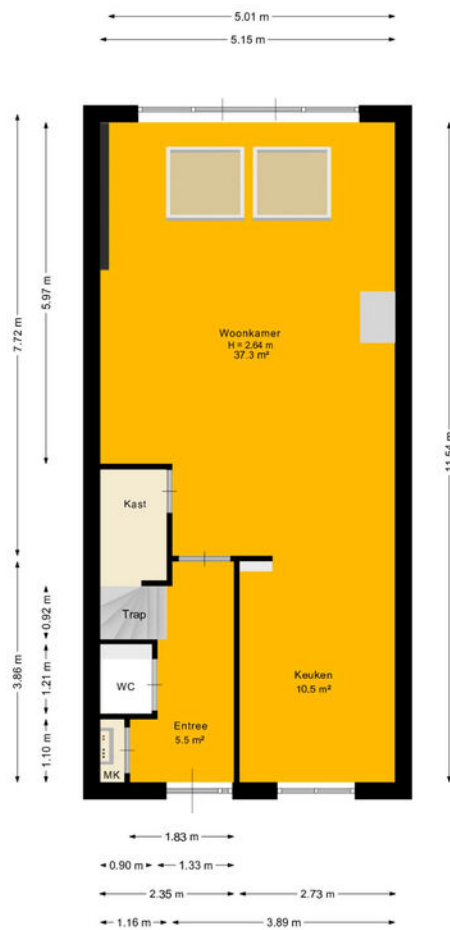 5.01 m
5.15 m
7.72 m
5.97 m
11.54 m
Woonkamer
H = 2.64 m
37.3 m²
Kast
Trap
0.92 m
3.86 m
1.21 m
WC
Keuken
10.5 m²
Entree
5.5 m²
1.10 m
MK
1.83 m
0.90 m
1.33 m
2.35 m
2.73 m
1.16 m
3.89 m